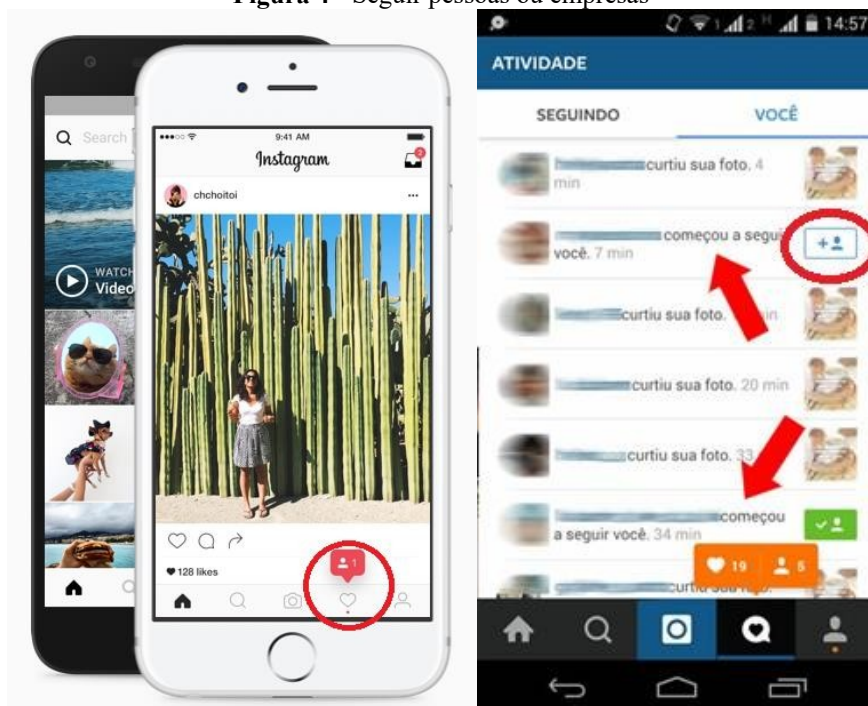 Figura 4 - Seguir pessoas ou empresas
Search
WATCH
Video
9:41 AM
Instagram
chchoitoi
128 likes
1
14:57
ATIVIDADE
SEGUINDO
VOCÊ
curtiu sua foto. 4
min
começou a seguir
você. 7 min
curtiu sua foto. min
curtiu sua foto. 20 min
curtiu sua foto. 33
começou
a seguir você. 34 min
19 5